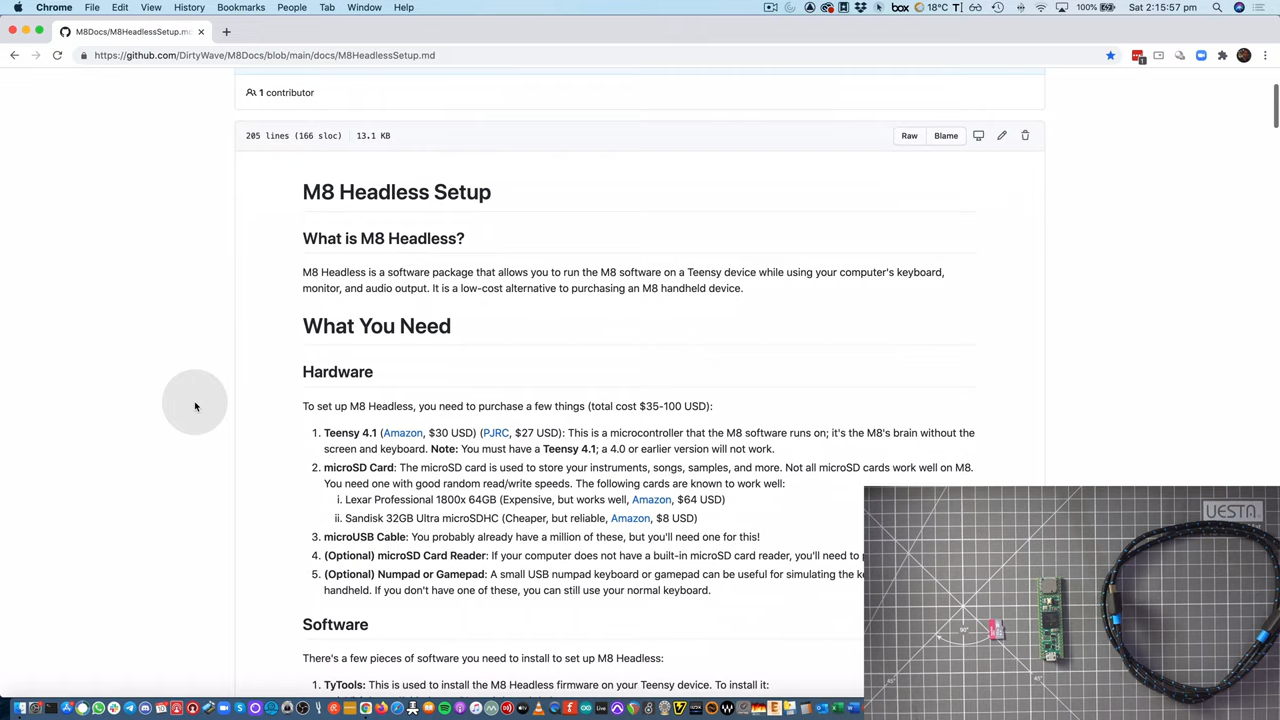 Chrome File Edit View History Bookmarks People Tab Window Help box 18°C 100% Sat 2:15:57 pm
M8Docs/M8HeadlessSetup.md
https://github.com/DirtyWave/M8Docs/blob/main/docs/M8HeadlessSetup.md
1 contributor
205 lines (166 sloc) 13.1 KB Raw Blame
M8 Headless Setup
What is M8 Headless?
M8 Headless is a software package that allows you to run the M8 software on a Teensy device while using your computer's keyboard,
monitor, and audio output. It is a low-cost alternative to purchasing an M8 handheld device.
What You Need
Hardware
To set up M8 Headless, you need to purchase a few things (total cost $35-100 USD):
1. Teensy 4.1 (Amazon, $30 USD) (PJRC, $27 USD): This is a microcontroller that the M8 software runs on; it's the M8's brain without the
screen and keyboard. Note: You must have a Teensy 4.1; a 4.0 or earlier version will not work.
2. microSD Card: The microSD card is used to store your instruments, songs, samples, and more. Not all microSD cards work well on M8.
You need one with good random read/write speeds. The following cards are known to work well:
i. Lexar Professional 1800x 64GB (Expensive, but works well, Amazon, $64 USD)
ii. Sandisk 32GB Ultra microSDHC (Cheaper, but reliable, Amazon, $8 USD)
3. microUSB Cable: You probably already have a million of these, but you'll need one for this!
4. (Optional) microSD Card Reader: If your computer does not have a built-in microSD card reader, you'll need to
5. (Optional) Numpad or Gamepad: A small USB numpad keyboard or gamepad can be useful for simulating the
handheld. If you don't have one of these, you can still use your normal keyboard.
Software
There's a few pieces of software you need to install to set up M8 Headless:
1. TyTools: This is used to install the M8 Headless firmware on your Teensy device. To install it:
90°
45°
45°